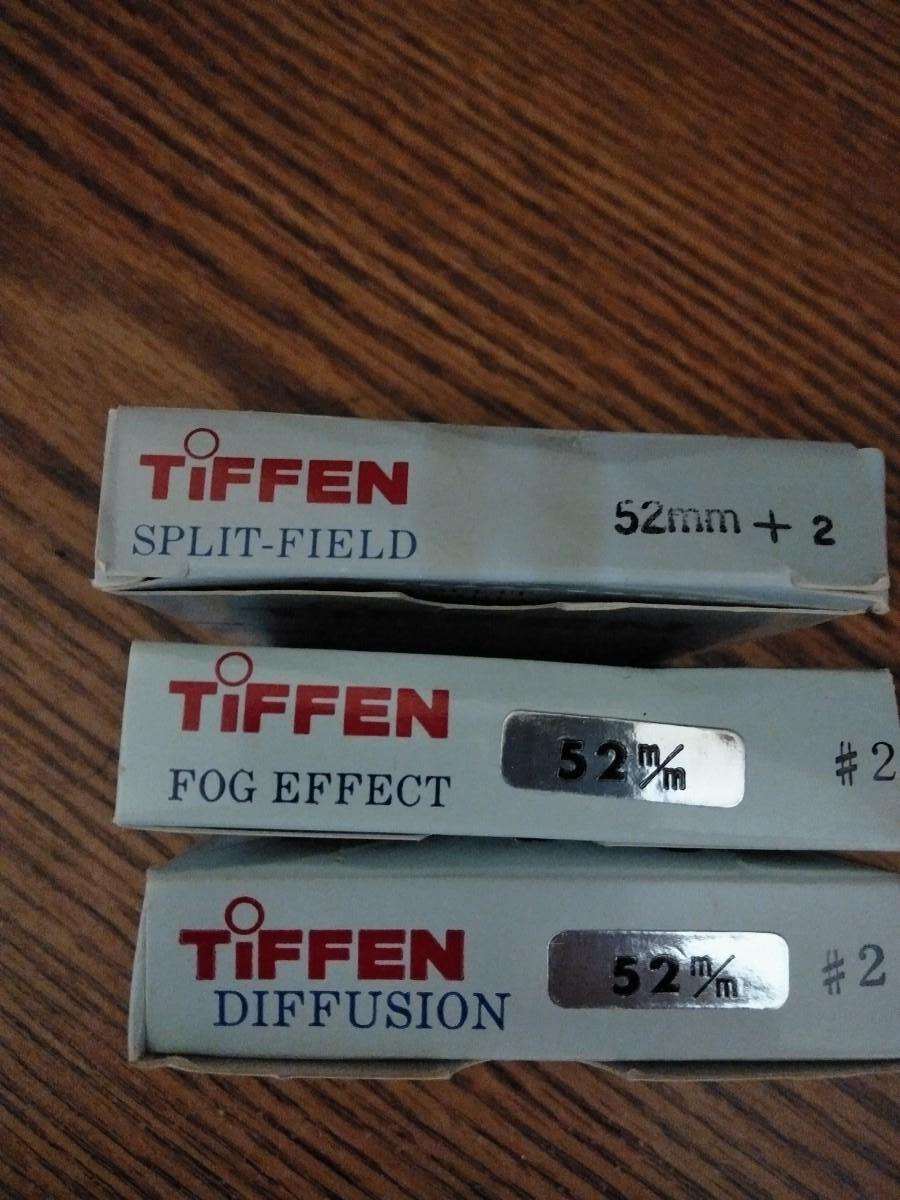 TiFFEN
SPLIT-FIELD
52mm + 2
TiFFEN
FOG EFFECT
52 m/m
#2
TiFFEN
DIFFUSION
52 m/m
#2